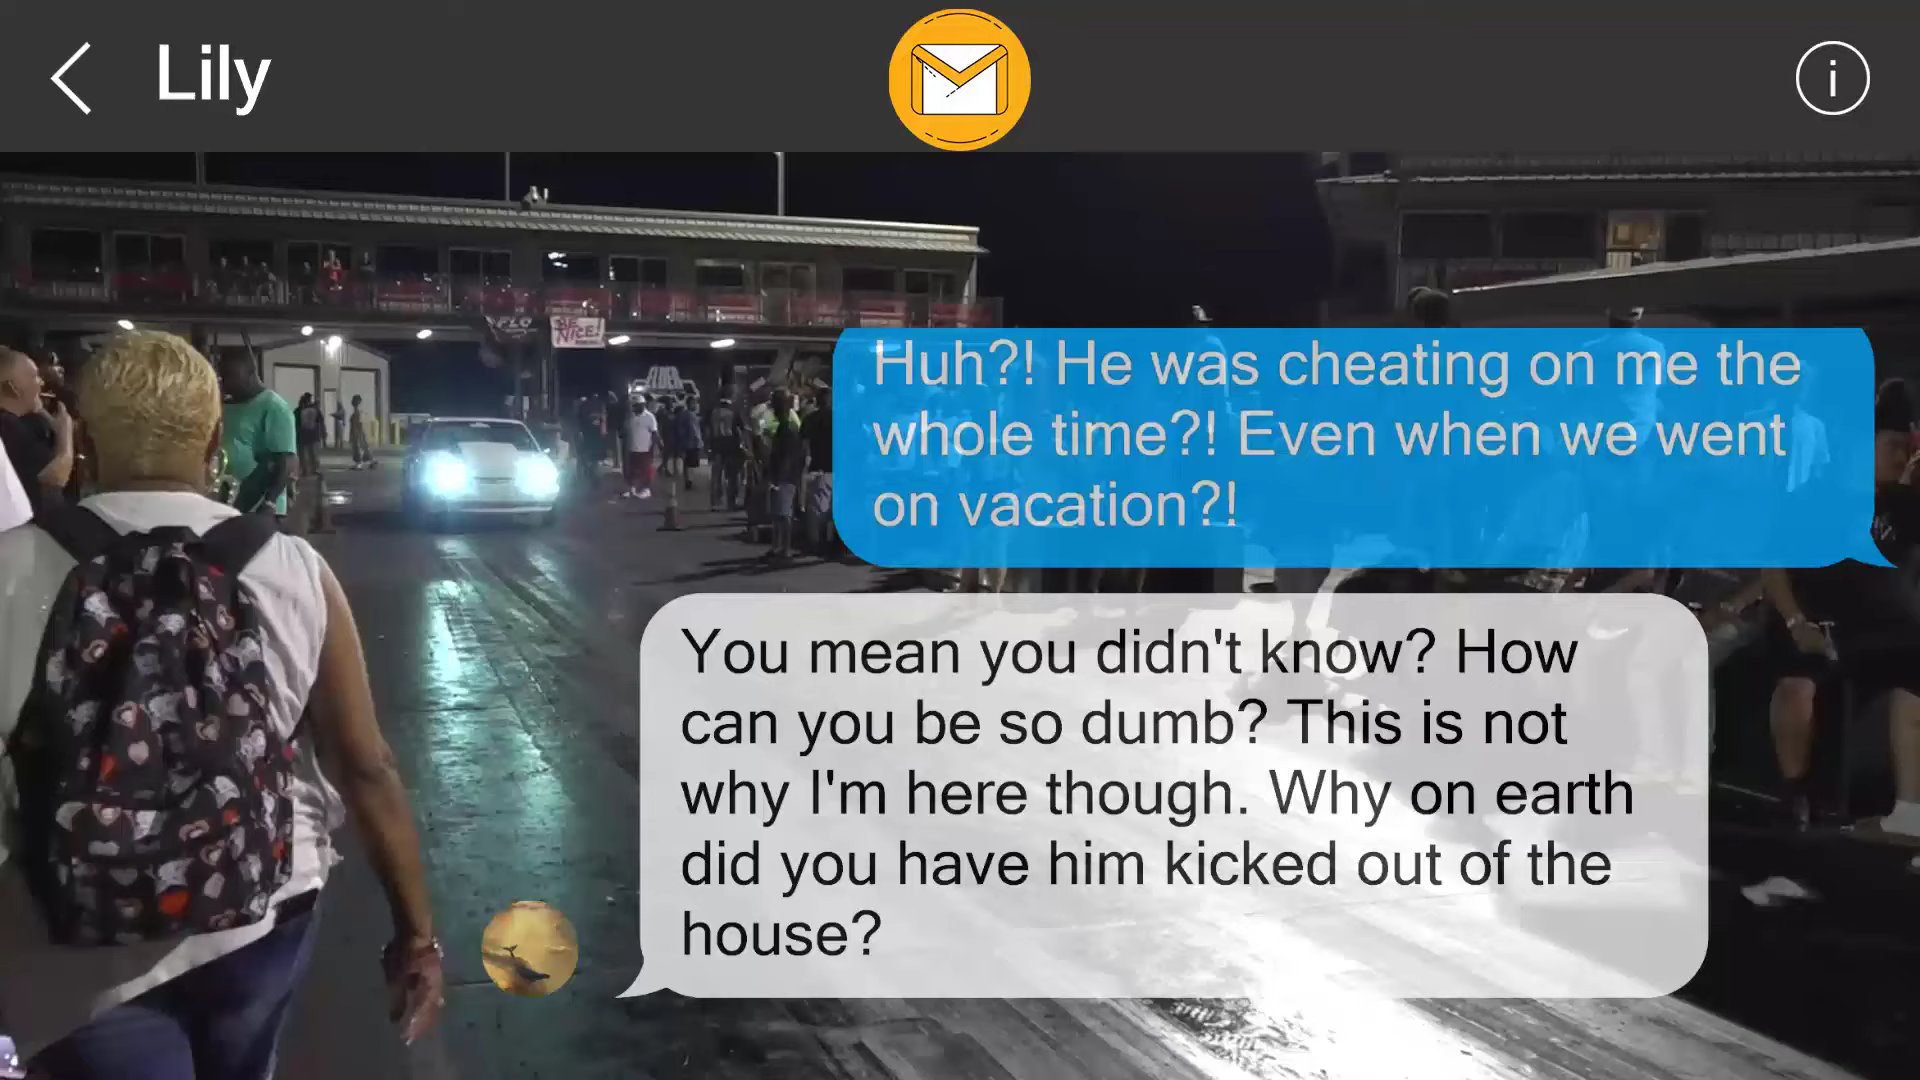 Lily
BE
NICE!
Huh?! He was cheating on me the
whole time?! Even when we went
on vacation?!
You mean you didn't know? How
can you be so dumb? This is not
why I'm here though. Why on earth
did you have him kicked out of the
house?